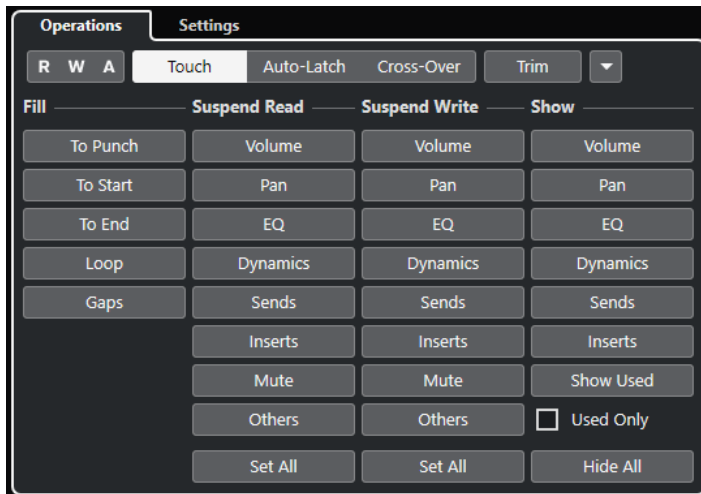 Operations Settings
R W A Touch Auto-Latch Cross-Over Trim
Fill Suspend Read Suspend Write Show
To Punch Volume Volume Volume
To Start Pan Pan Pan
To End EQ EQ EQ
Loop Dynamics Dynamics Dynamics
Gaps Sends Sends Sends
Inserts Inserts Inserts
Mute Mute Show Used
Others Others Used Only
Set All Set All Hide All